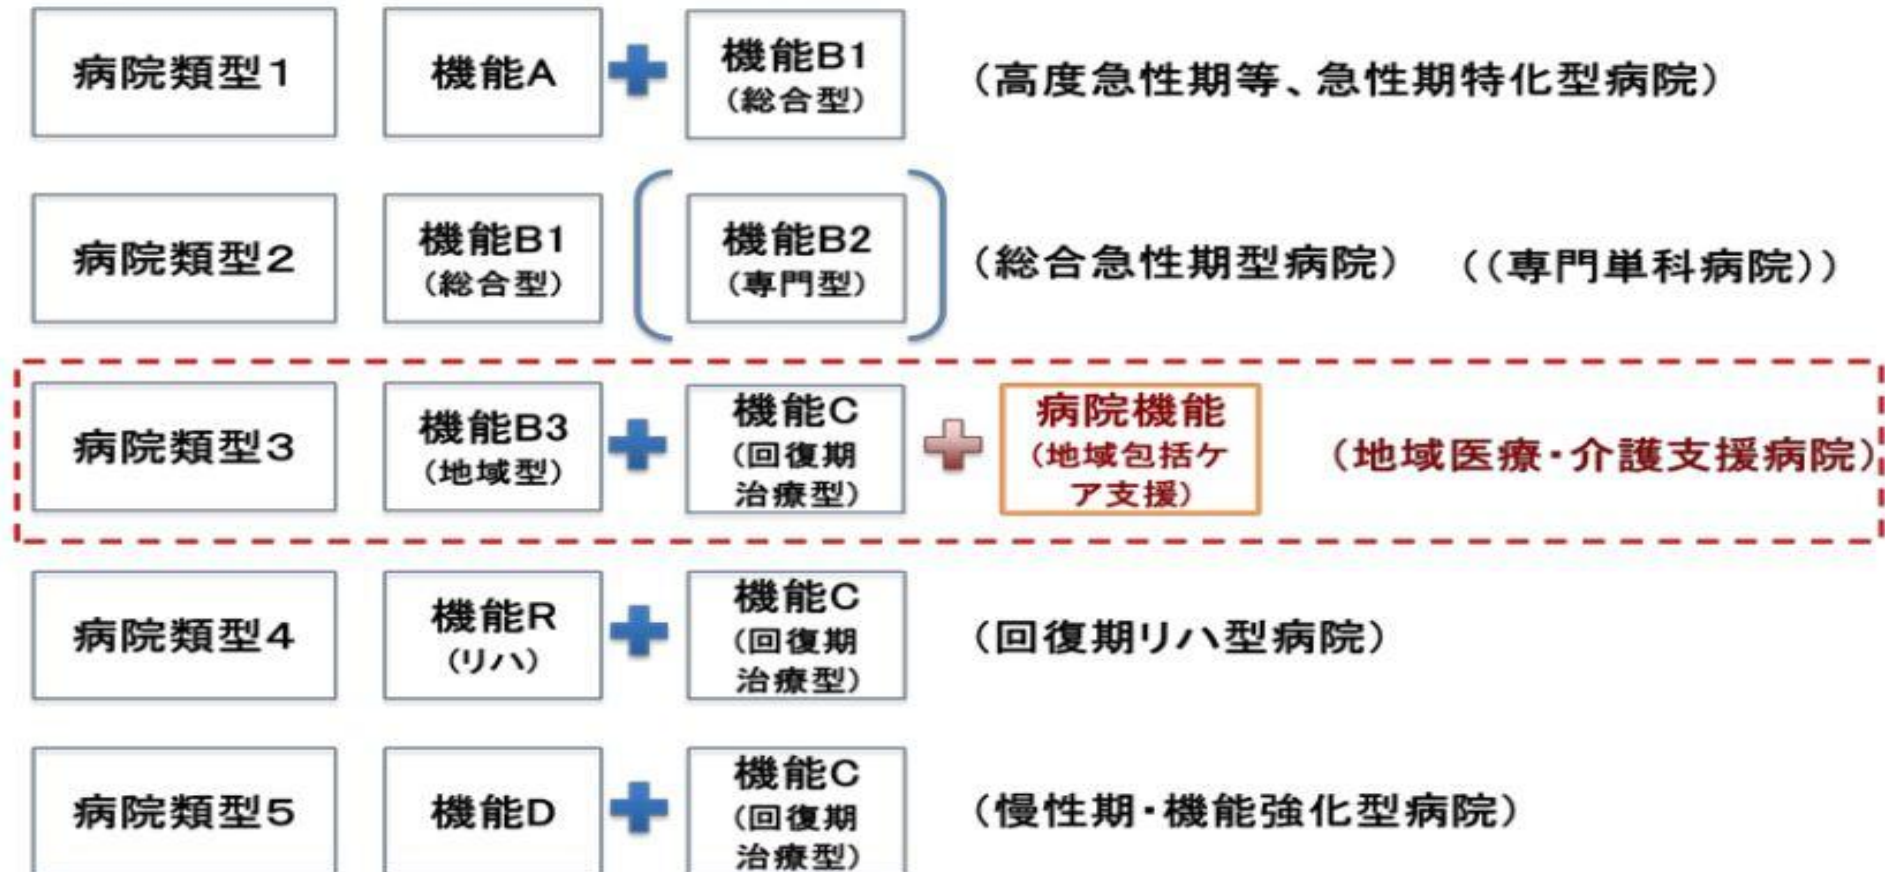 病院類型1
機能A
機能B1
（総合型）
（高度急性期等、急性期特化型病院）
病院類型2
機能B1
（総合型）
機能B2
（専門型）
（総合急性期型病院）
（（専門単科病院））
病院類型3
機能B3
（地域型）
機能C
（回復期
治療型）
病院機能
（地域包括ケ
ア支援）
（地域医療・介護支援病院）
病院類型4
機能R
（リハ）
機能C
（回復期
治療型）
（回復期リハ型病院）
病院類型5
機能D
機能C
（回復期
治療型）
（慢性期・機能強化型病院）